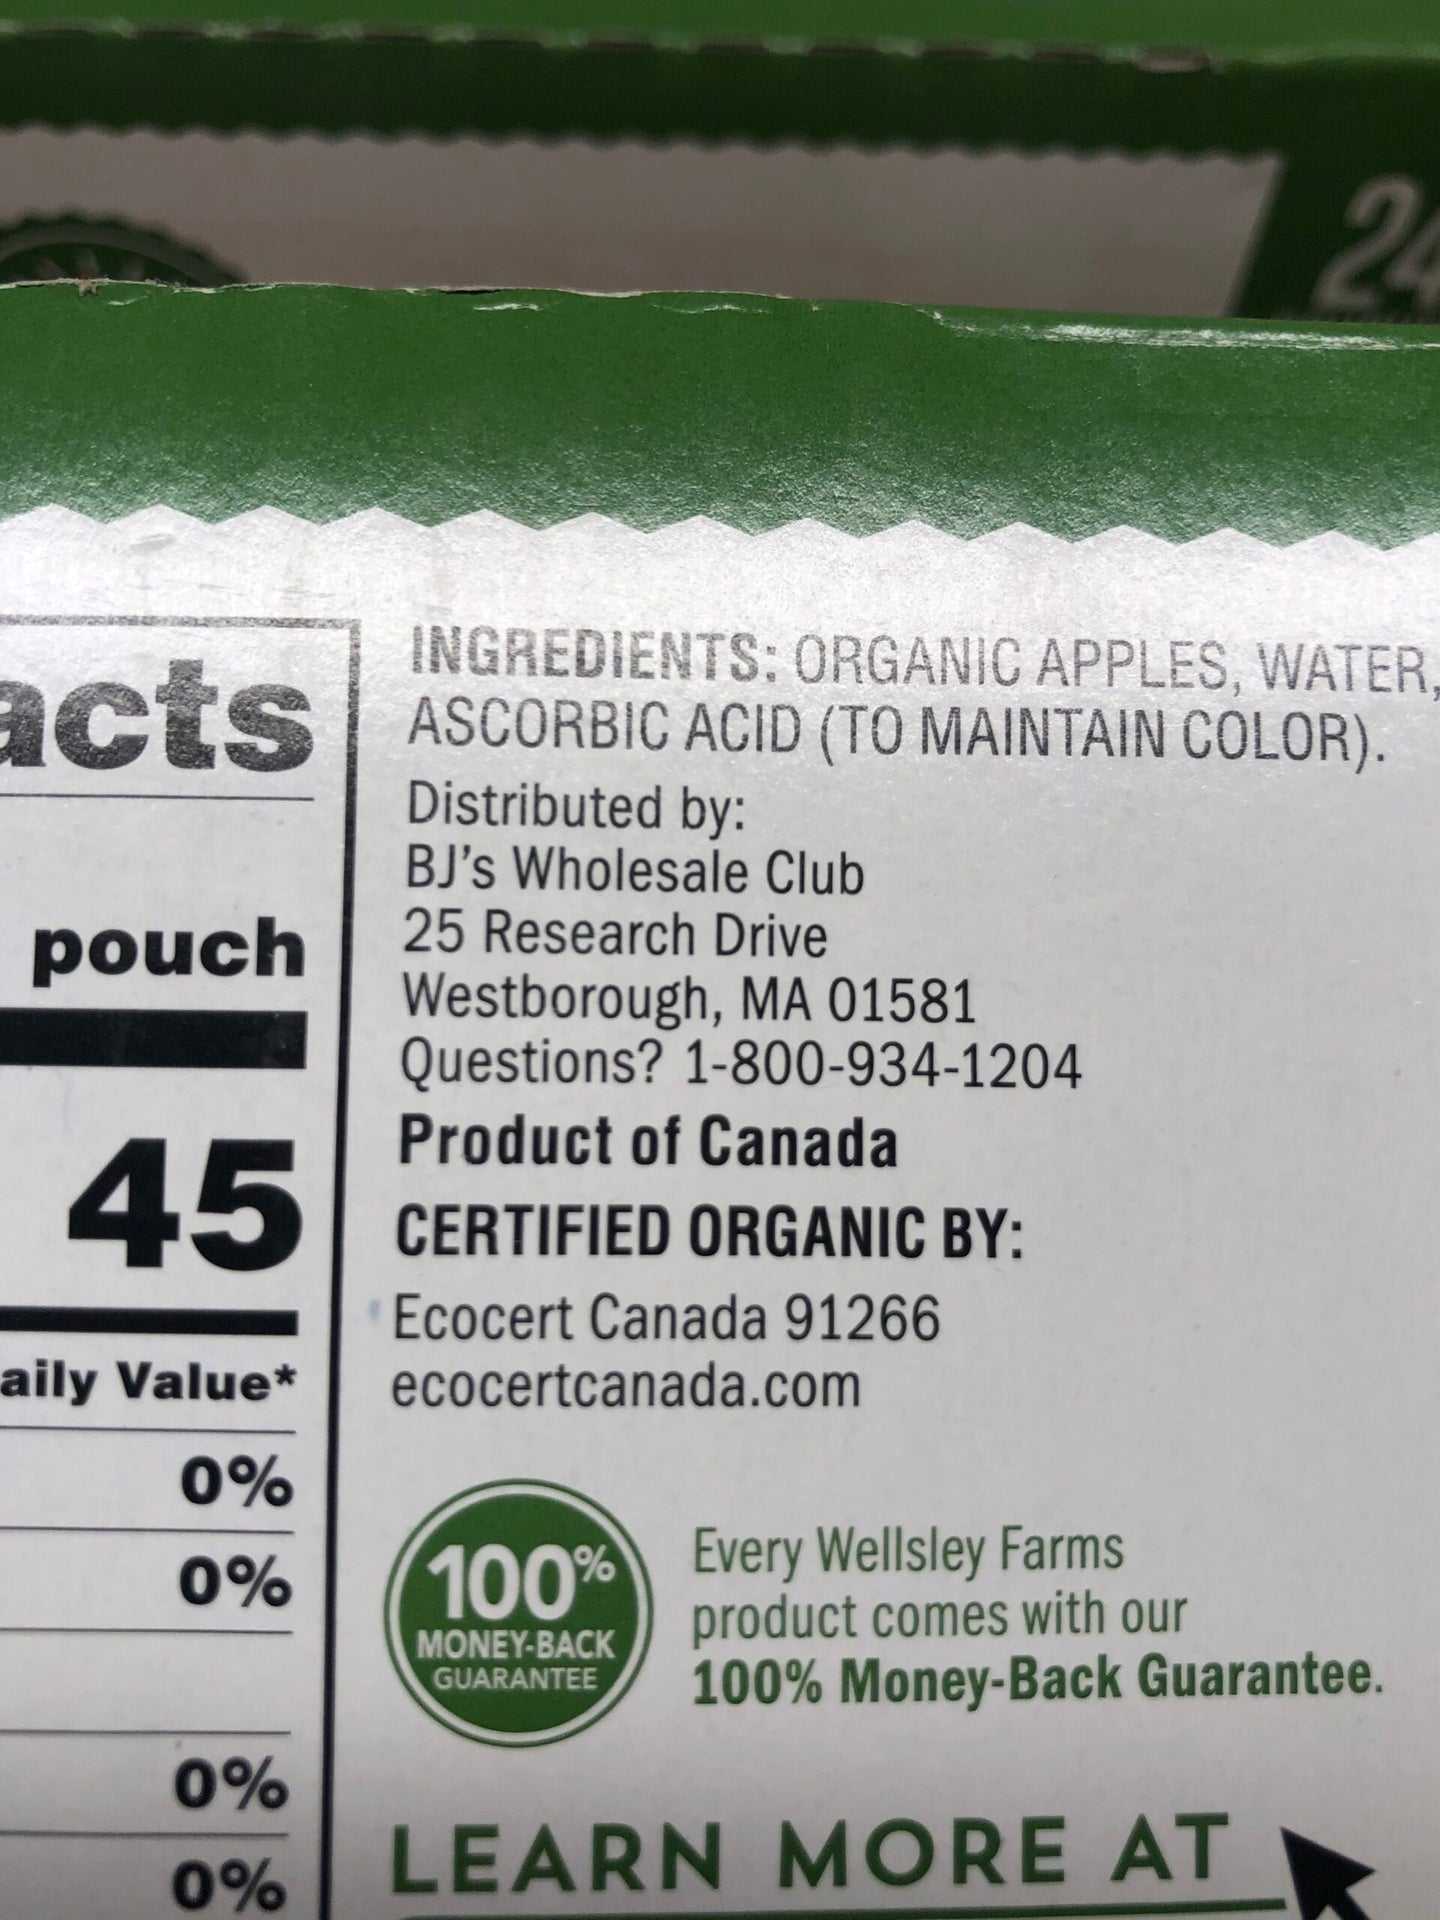 24
acts
pouch
45
aily Value*
0%
0%
0%
0%
INGREDIENTS: ORGANIC APPLES, WATER,
ASCORBIC ACID (TO MAINTAIN COLOR).
Distributed by:
BJ's Wholesale Club
25 Research Drive
Westborough, MA 01581
Questions? 1-800-934-1204
Product of Canada
CERTIFIED ORGANIC BY:
Ecocert Canada 91266
ecocertcanada.com
100%
MONEY-BACK
GUARANTEE
Every Wellsley Farms
product comes with our
100% Money-Back Guarantee.
LEARN MORE AT